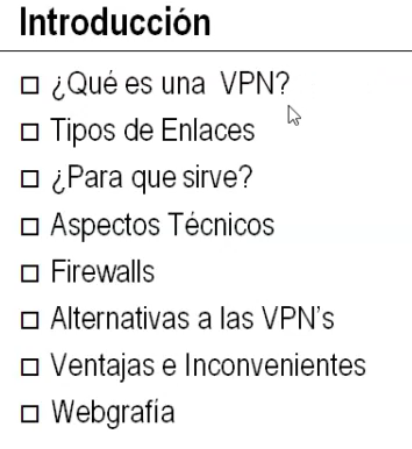 Introducción
¿Qué es una VPN?
Tipos de Enlaces
¿Para que sirve?
Aspectos Técnicos
Firewalls
Alternativas a las VPN's
Ventajas e Inconvenientes
Webgrafía